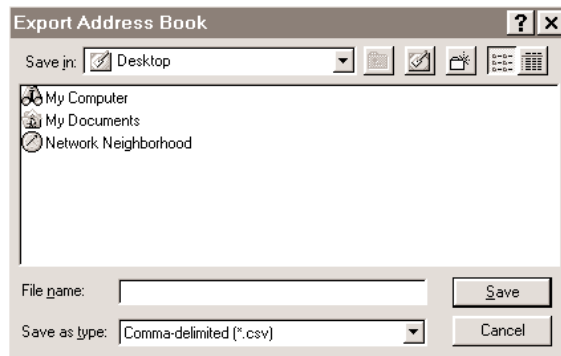 Export Address Book
Save in: Desktop
My Computer
My Documents
Network Neighborhood
File name:
Save
Save as type: Comma-delimited (*.csv)
Cancel